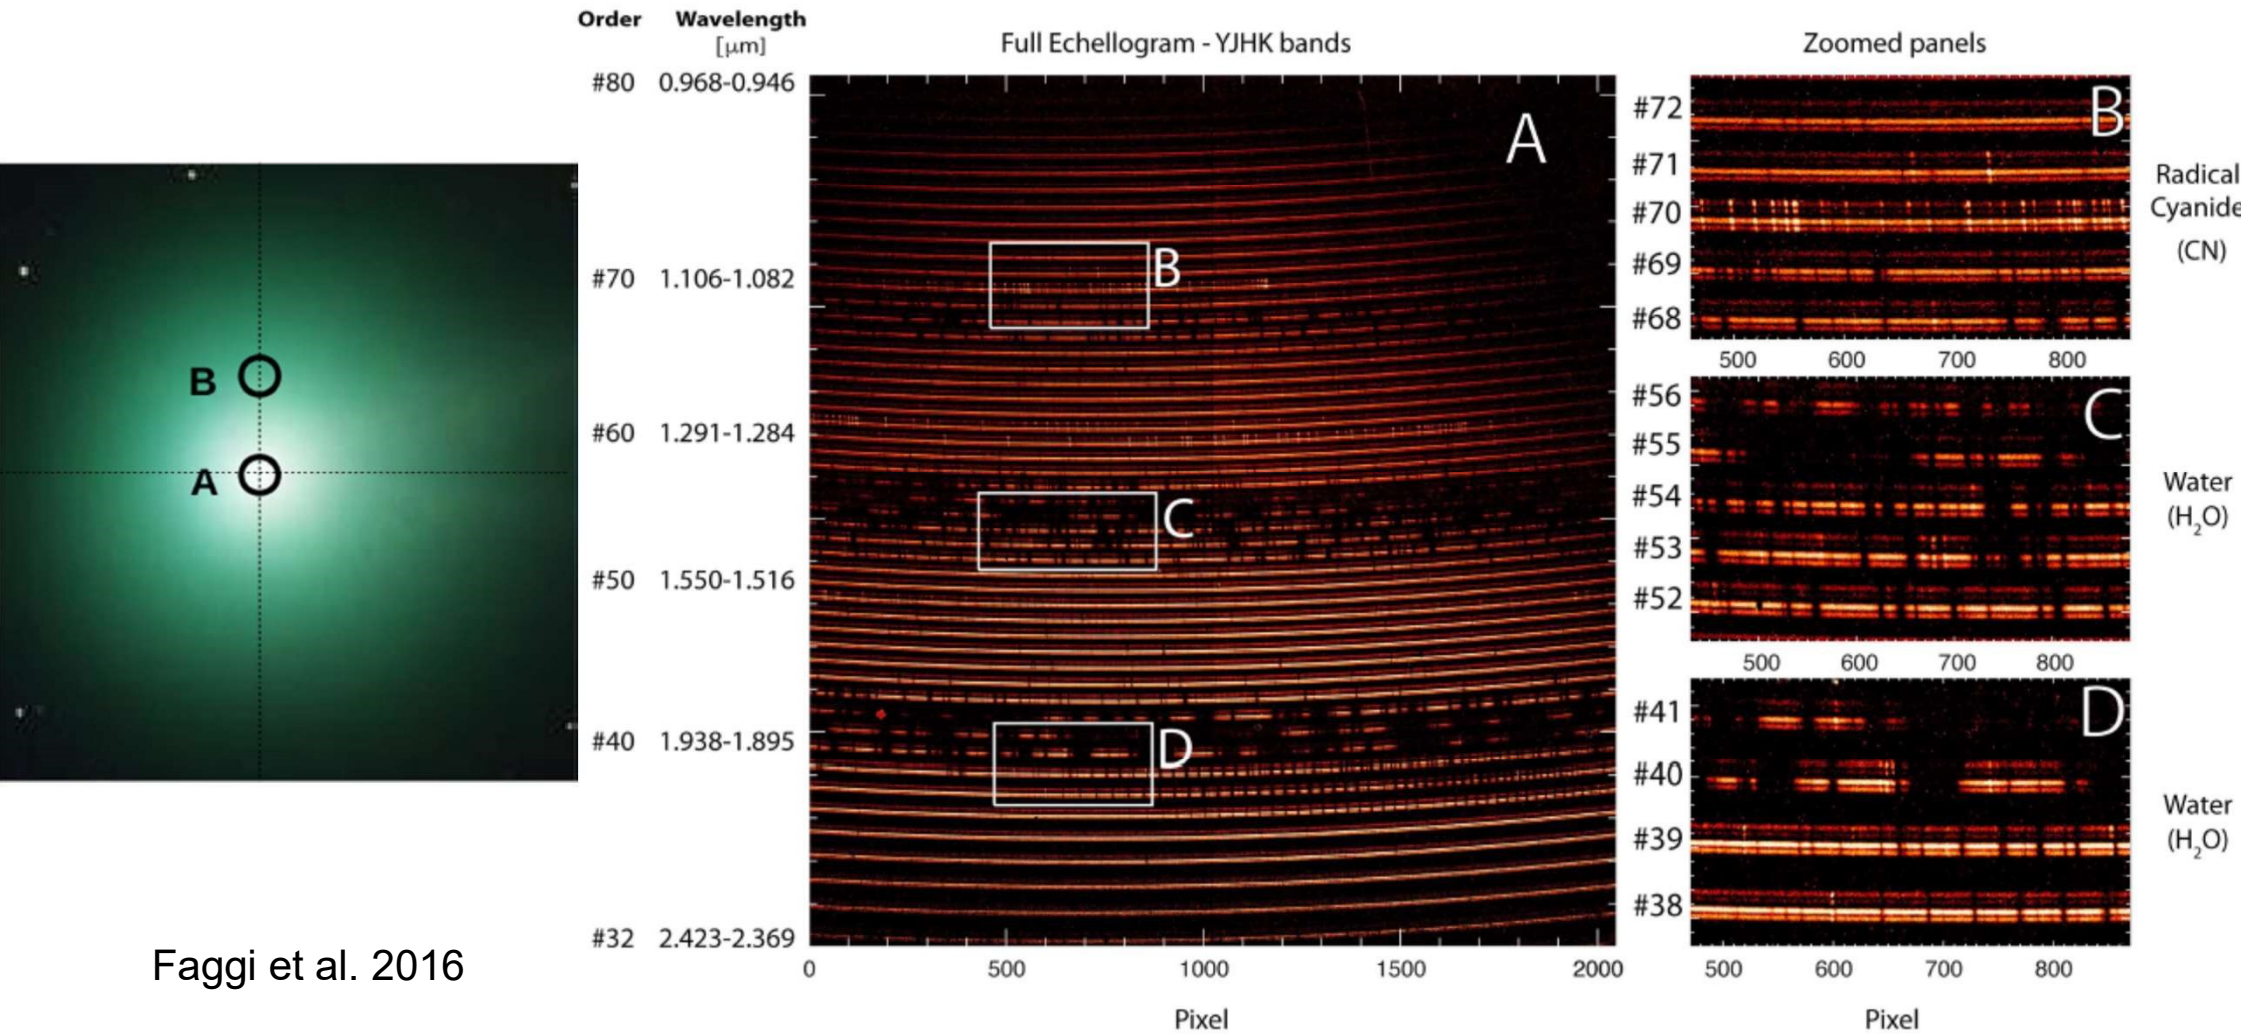 Order Wavelength
[µm]
Full Echellogram - YJHK bands
Zoomed panels
#80 0.968-0.946
#70 1.106-1.082
#60 1.291-1.284
#50 1.550-1.516
#40 1.938-1.895
#32 2.423-2.369
B
A
A
B
C
D
0 500 1000 1500 2000
Pixel
#72
#71
#70
#69
#68
B
500 600 700 800
Radical
Cyanide
(CN)
#56
#55
#54
#53
#52
C
500 600 700 800
Water
(H₂O)
#41
#40
#39
#38
D
500 600 700 800
Pixel
Water
(H₂O)
Faggi et al. 2016